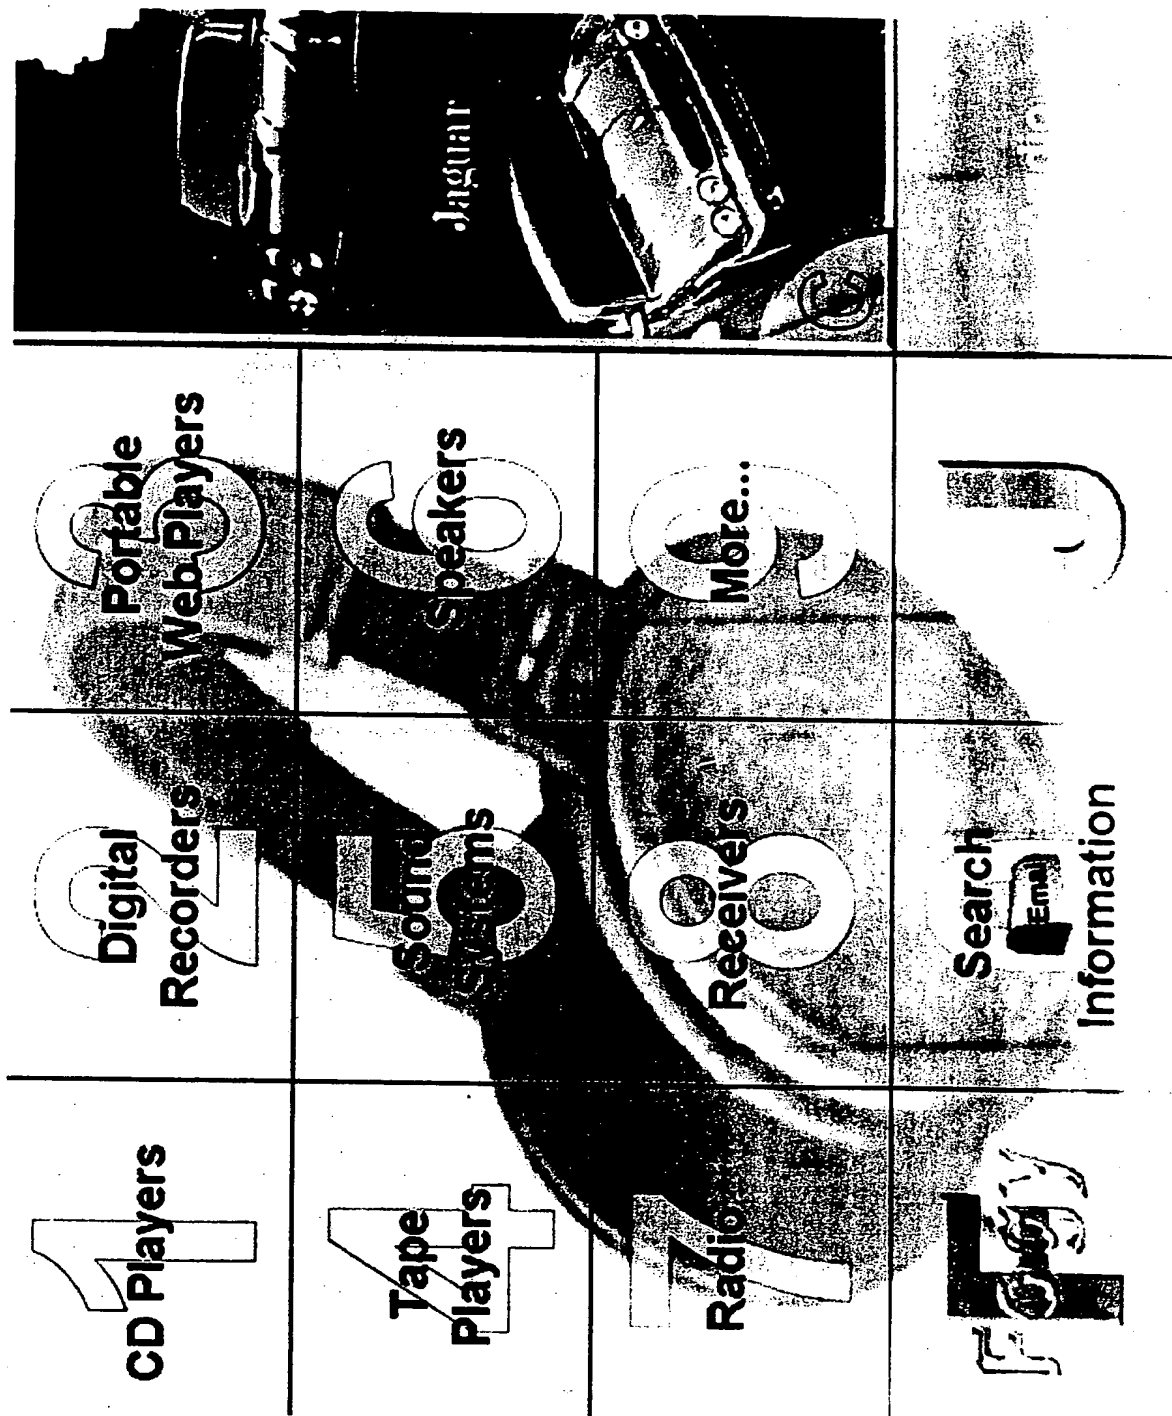 1
CD Players
2
Digital
Recorders
3
Portable
Web Players
4
Tape
Players
5
Sound
Systems
6
Speakers
7
Radio
8
Receivers
9
More...
Search
Email
Information
J
Jaguar